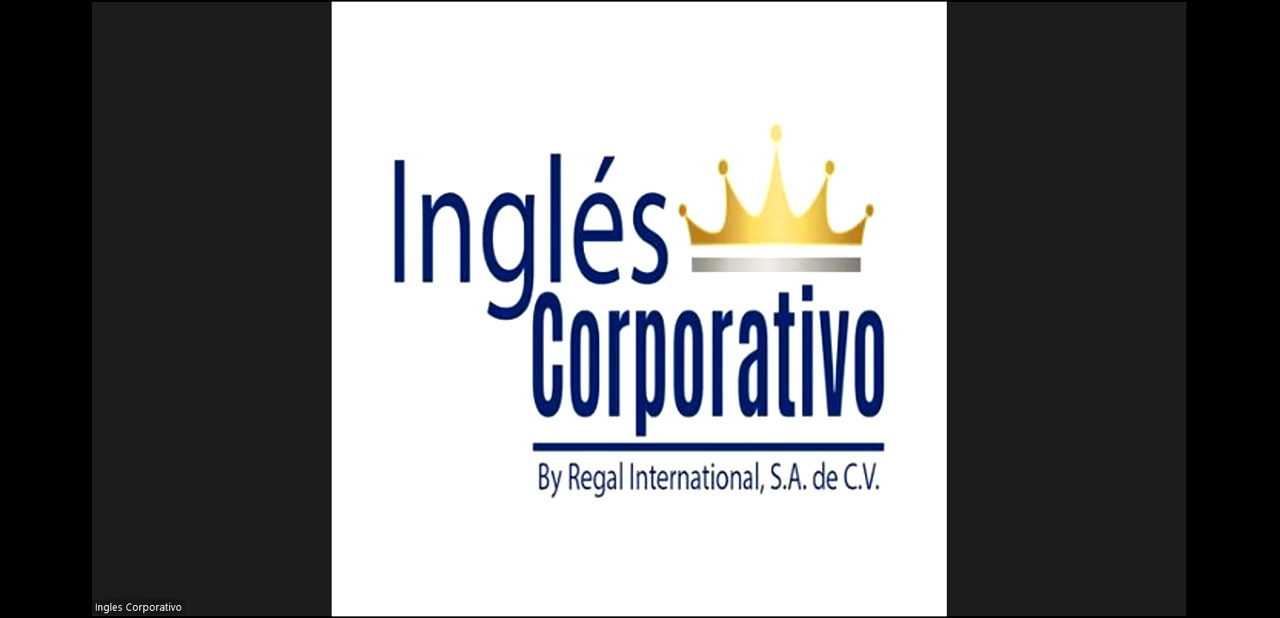 Inglés
Corporativo
By Regal International, S.A. de C.V.
Ingles Corporativo